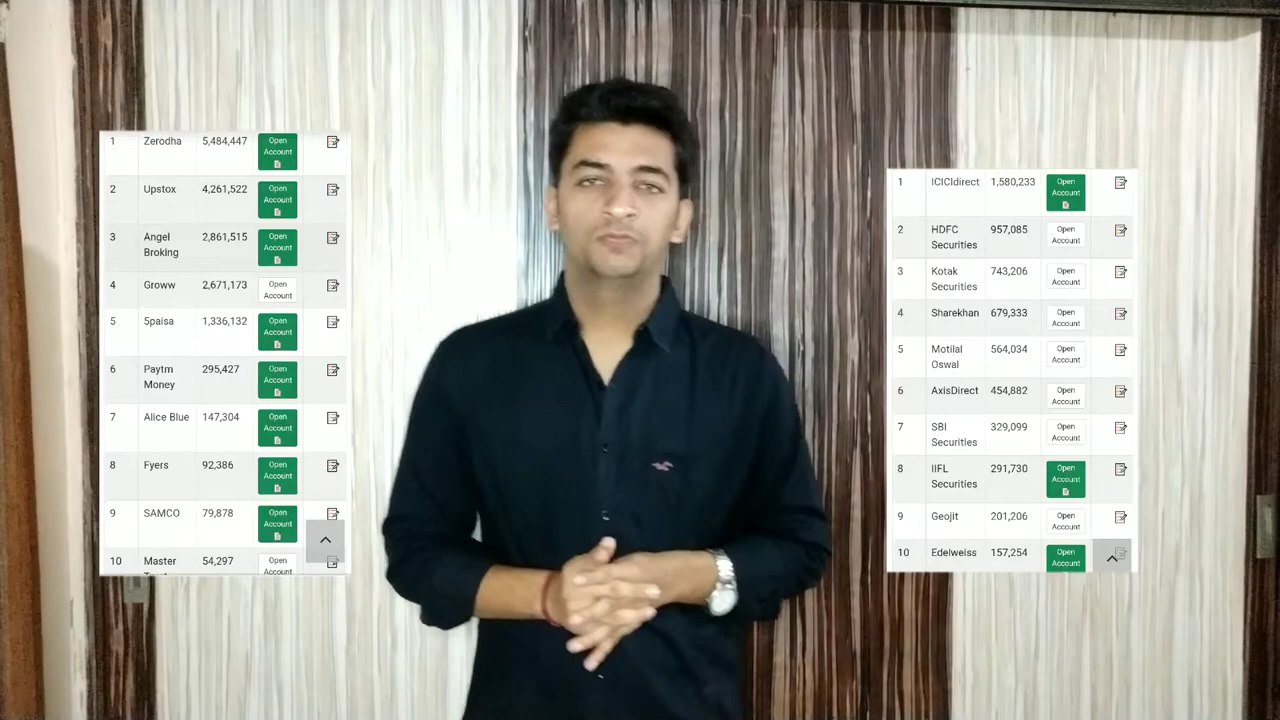 1 Zerodha 5,484,447 Open
Account
2 Upstox 4,261,522 Open
Account
3 Angel 2,861,515 Open
Broking Account
4 Groww 2,671,173 Open
Account
5 5paisa 1,336,132 Open
Account
6 Paytm 295,427 Open
Money Account
7 Alice Blue 147,304 Open
Account
8 Fyers 92,386 Open
Account
9 SAMCO 79,878 Open
Account
10 Master 54,297 Open
Trust Account
1 ICICIdirect 1,580,233 Open
Account
2 HDFC 957,085 Open
Securities Account
3 Kotak 743,206 Open
Securities Account
4 Sharekhan 679,333 Open
Account
5 Motilal 564,034 Open
Oswal Account
6 AxisDirect 454,882 Open
Account
7 SBI 329,099 Open
Securities Account
8 IIFL 291,730 Open
Securities Account
9 Geojit 201,206 Open
Account
10 Edelweiss 157,254 Open
Account